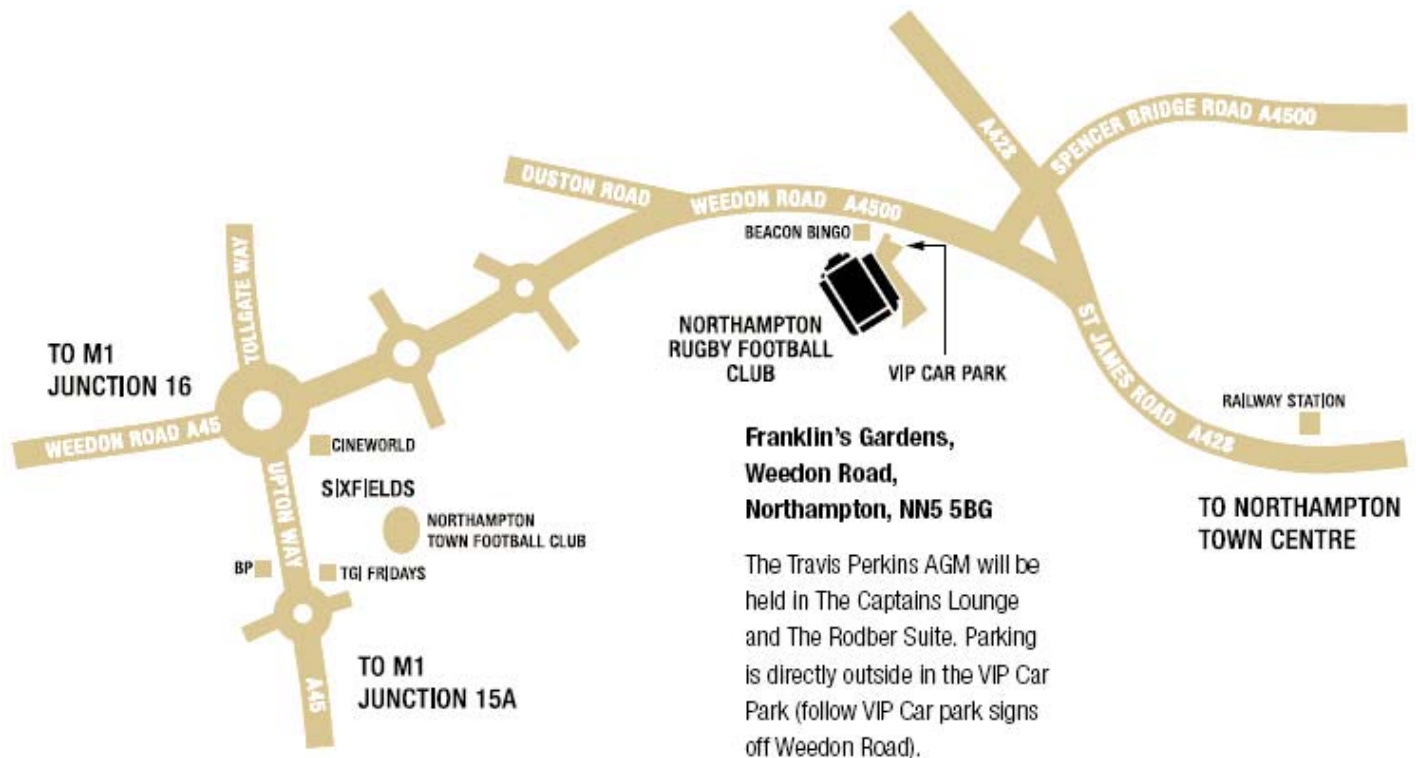 A428
SPENCER BRIDGE ROAD A4500
DUSTON ROAD
WEEDON ROAD A4500
BEACON BINGO
TOLLGATE WAY
NORTHAMPTON
RUGBY FOOTBALL
CLUB
VIP CAR PARK
ST JAMES ROAD A428
TO M1
JUNCTION 16
RAILWAY STATION
WEEDON ROAD A45
CINEWORLD
UPTON WAY
SIXFIELDS
NORTHAMPTON
TOWN FOOTBALL CLUB
BP
TGI FRIDAYS
A45
TO M1
JUNCTION 15A
Franklin's Gardens,
Weedon Road,
Northampton, NN5 5BG
The Travis Perkins AGM will be
held in The Captains Lounge
and The Rodber Suite. Parking
is directly outside in the VIP Car
Park (follow VIP Car park signs
off Weedon Road).
TO NORTHAMPTON
TOWN CENTRE